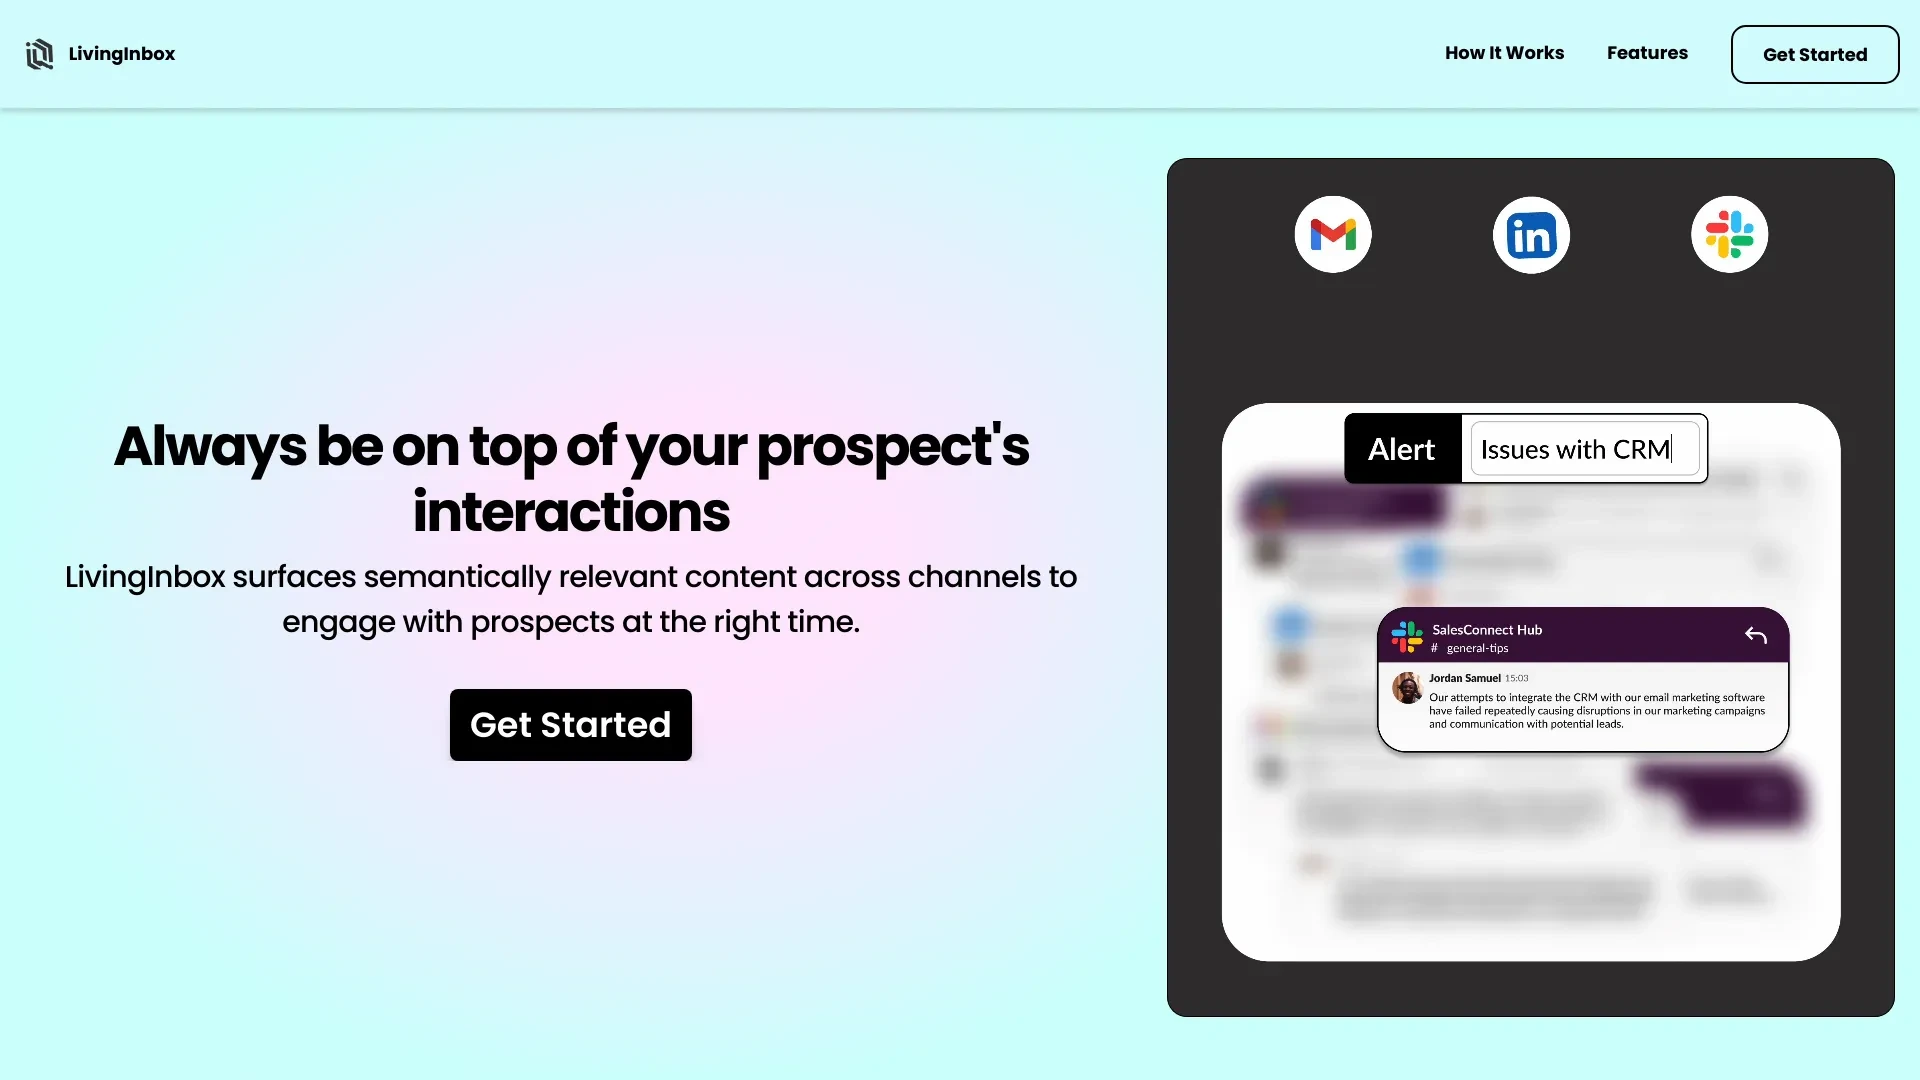 LivingInbox
How It Works
Features
Get Started
Always be on top of your prospect's
interactions
LivingInbox surfaces semantically relevant content across channels to
engage with prospects at the right time.
Get Started
in
Alert
Issues with CRM
SalesConnect Hub
# general-tips
Jordan Samuel 15:03
Our attempts to integrate the CRM with our email marketing software
have failed repeatedly causing disruptions in our marketing campaigns
and communication with potential leads.